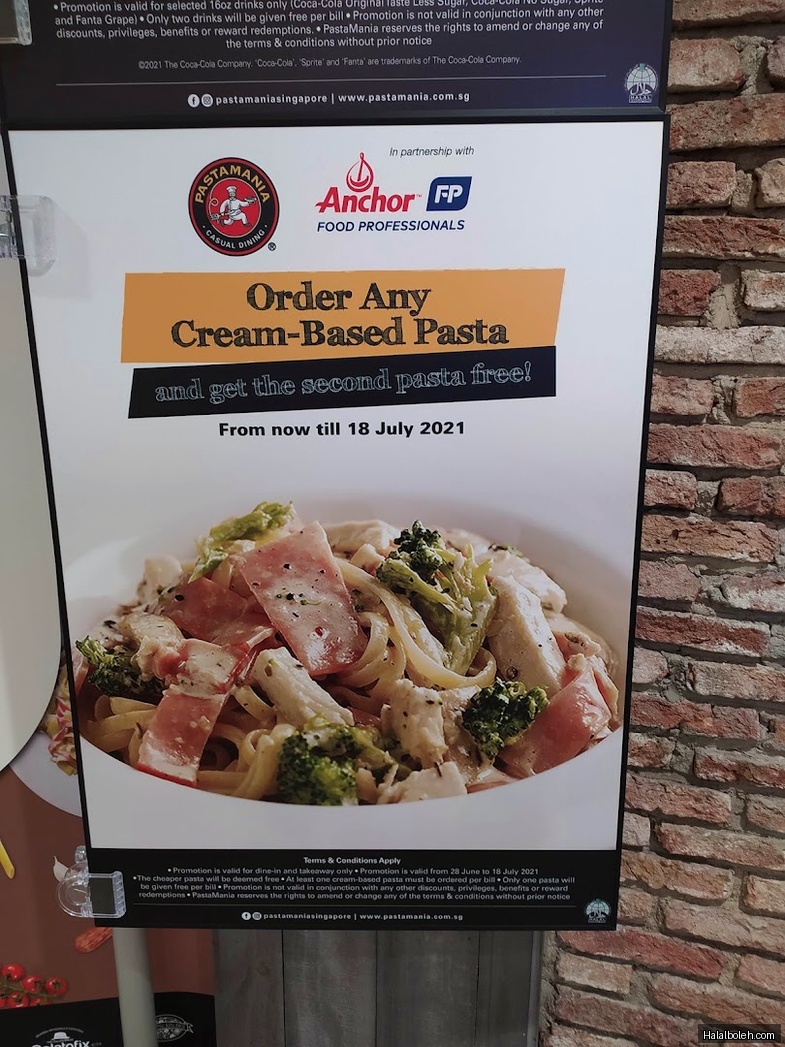 • Promotion is valid for selected 16oz drinks only (Coca-Cola Original Taste Less Sugar, Coca-Cola No Sugar, Sprite
and Fanta Grape) • Only two drinks will be given free per bill • Promotion is not valid in conjunction with any other
discounts, privileges, benefits or reward redemptions. • PastaMania reserves the rights to amend or change any of
the terms & conditions without prior notice
©2021 The Coca-Cola Company. 'Coca-Cola', 'Sprite' and 'Fanta' are trademarks of The Coca-Cola Company.
pastamaniasingapore | www.pastamania.com.sg
HALAL
In partnership with
PASTAMANIA
• CASUAL DINING •
®
Anchor™ FP
FOOD PROFESSIONALS
Order Any
Cream-Based Pasta
and get the second pasta free!
From now till 18 July 2021
Terms & Conditions Apply
• Promotion is valid for dine-in and takeaway only • Promotion is valid from 28 June to 18 July 2021
• The cheaper pasta will be deemed free • At least one cream-based pasta must be ordered per bill • Only one pasta will
be given free per bill • Promotion is not valid in conjunction with any other discounts, privileges, benefits or reward
redemptions • PastaMania reserves the rights to amend or change any of the terms & conditions without prior notice
pastamaniasingapore | www.pastamania.com.sg
Halalboleh.com